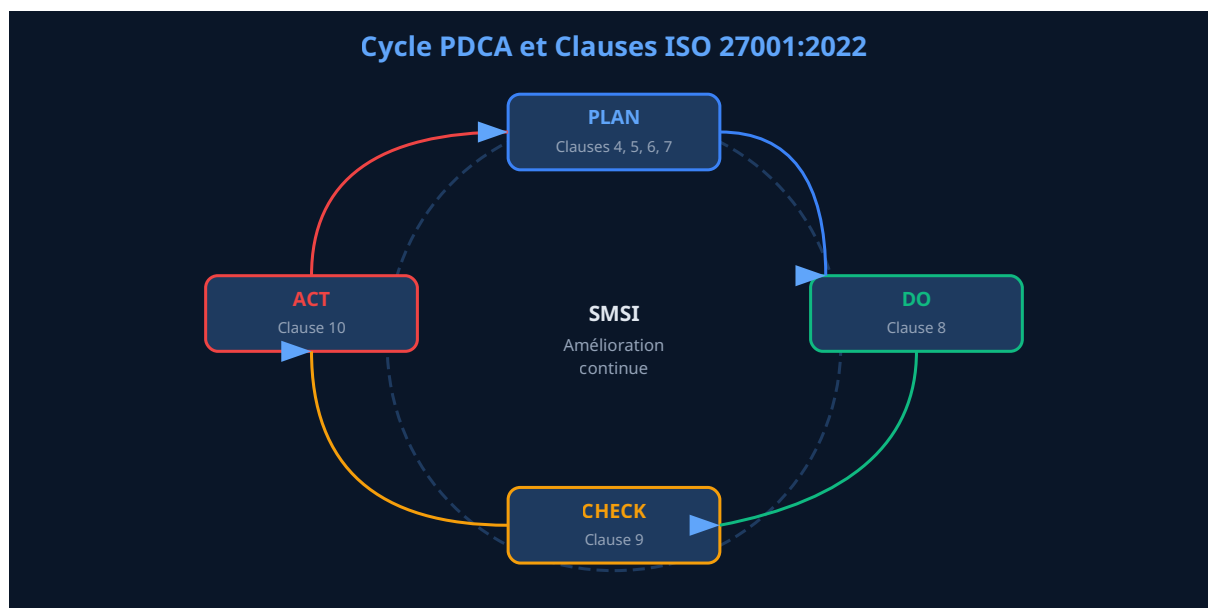 Cycle PDCA et Clauses ISO 27001:2022
PLAN
Clauses 4, 5, 6, 7
ACT
Clause 10
SMSI
Amélioration
continue
DO
Clause 8
CHECK
Clause 9